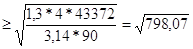 ≥ √(1,3*4*43372 / 3,14*90) = √798,07